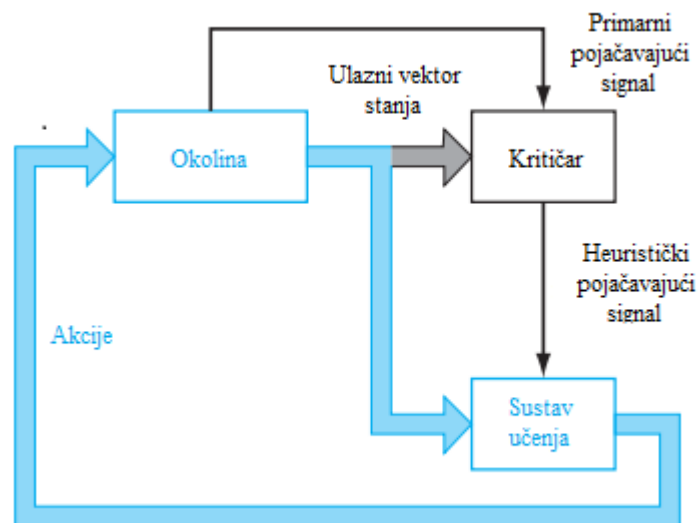 Primarni
pojačavajući
signal
Ulazni vektor
stanja
Okolina
Kritičar
Heuristički
pojačavajući
signal
Akcije
Sustav
učenja